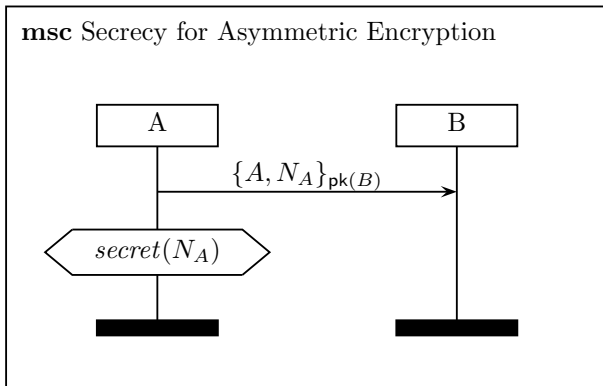 msc Secrecy for Asymmetric Encryption
A
B
{A, N_A}_pk(B)
secret(N_A)